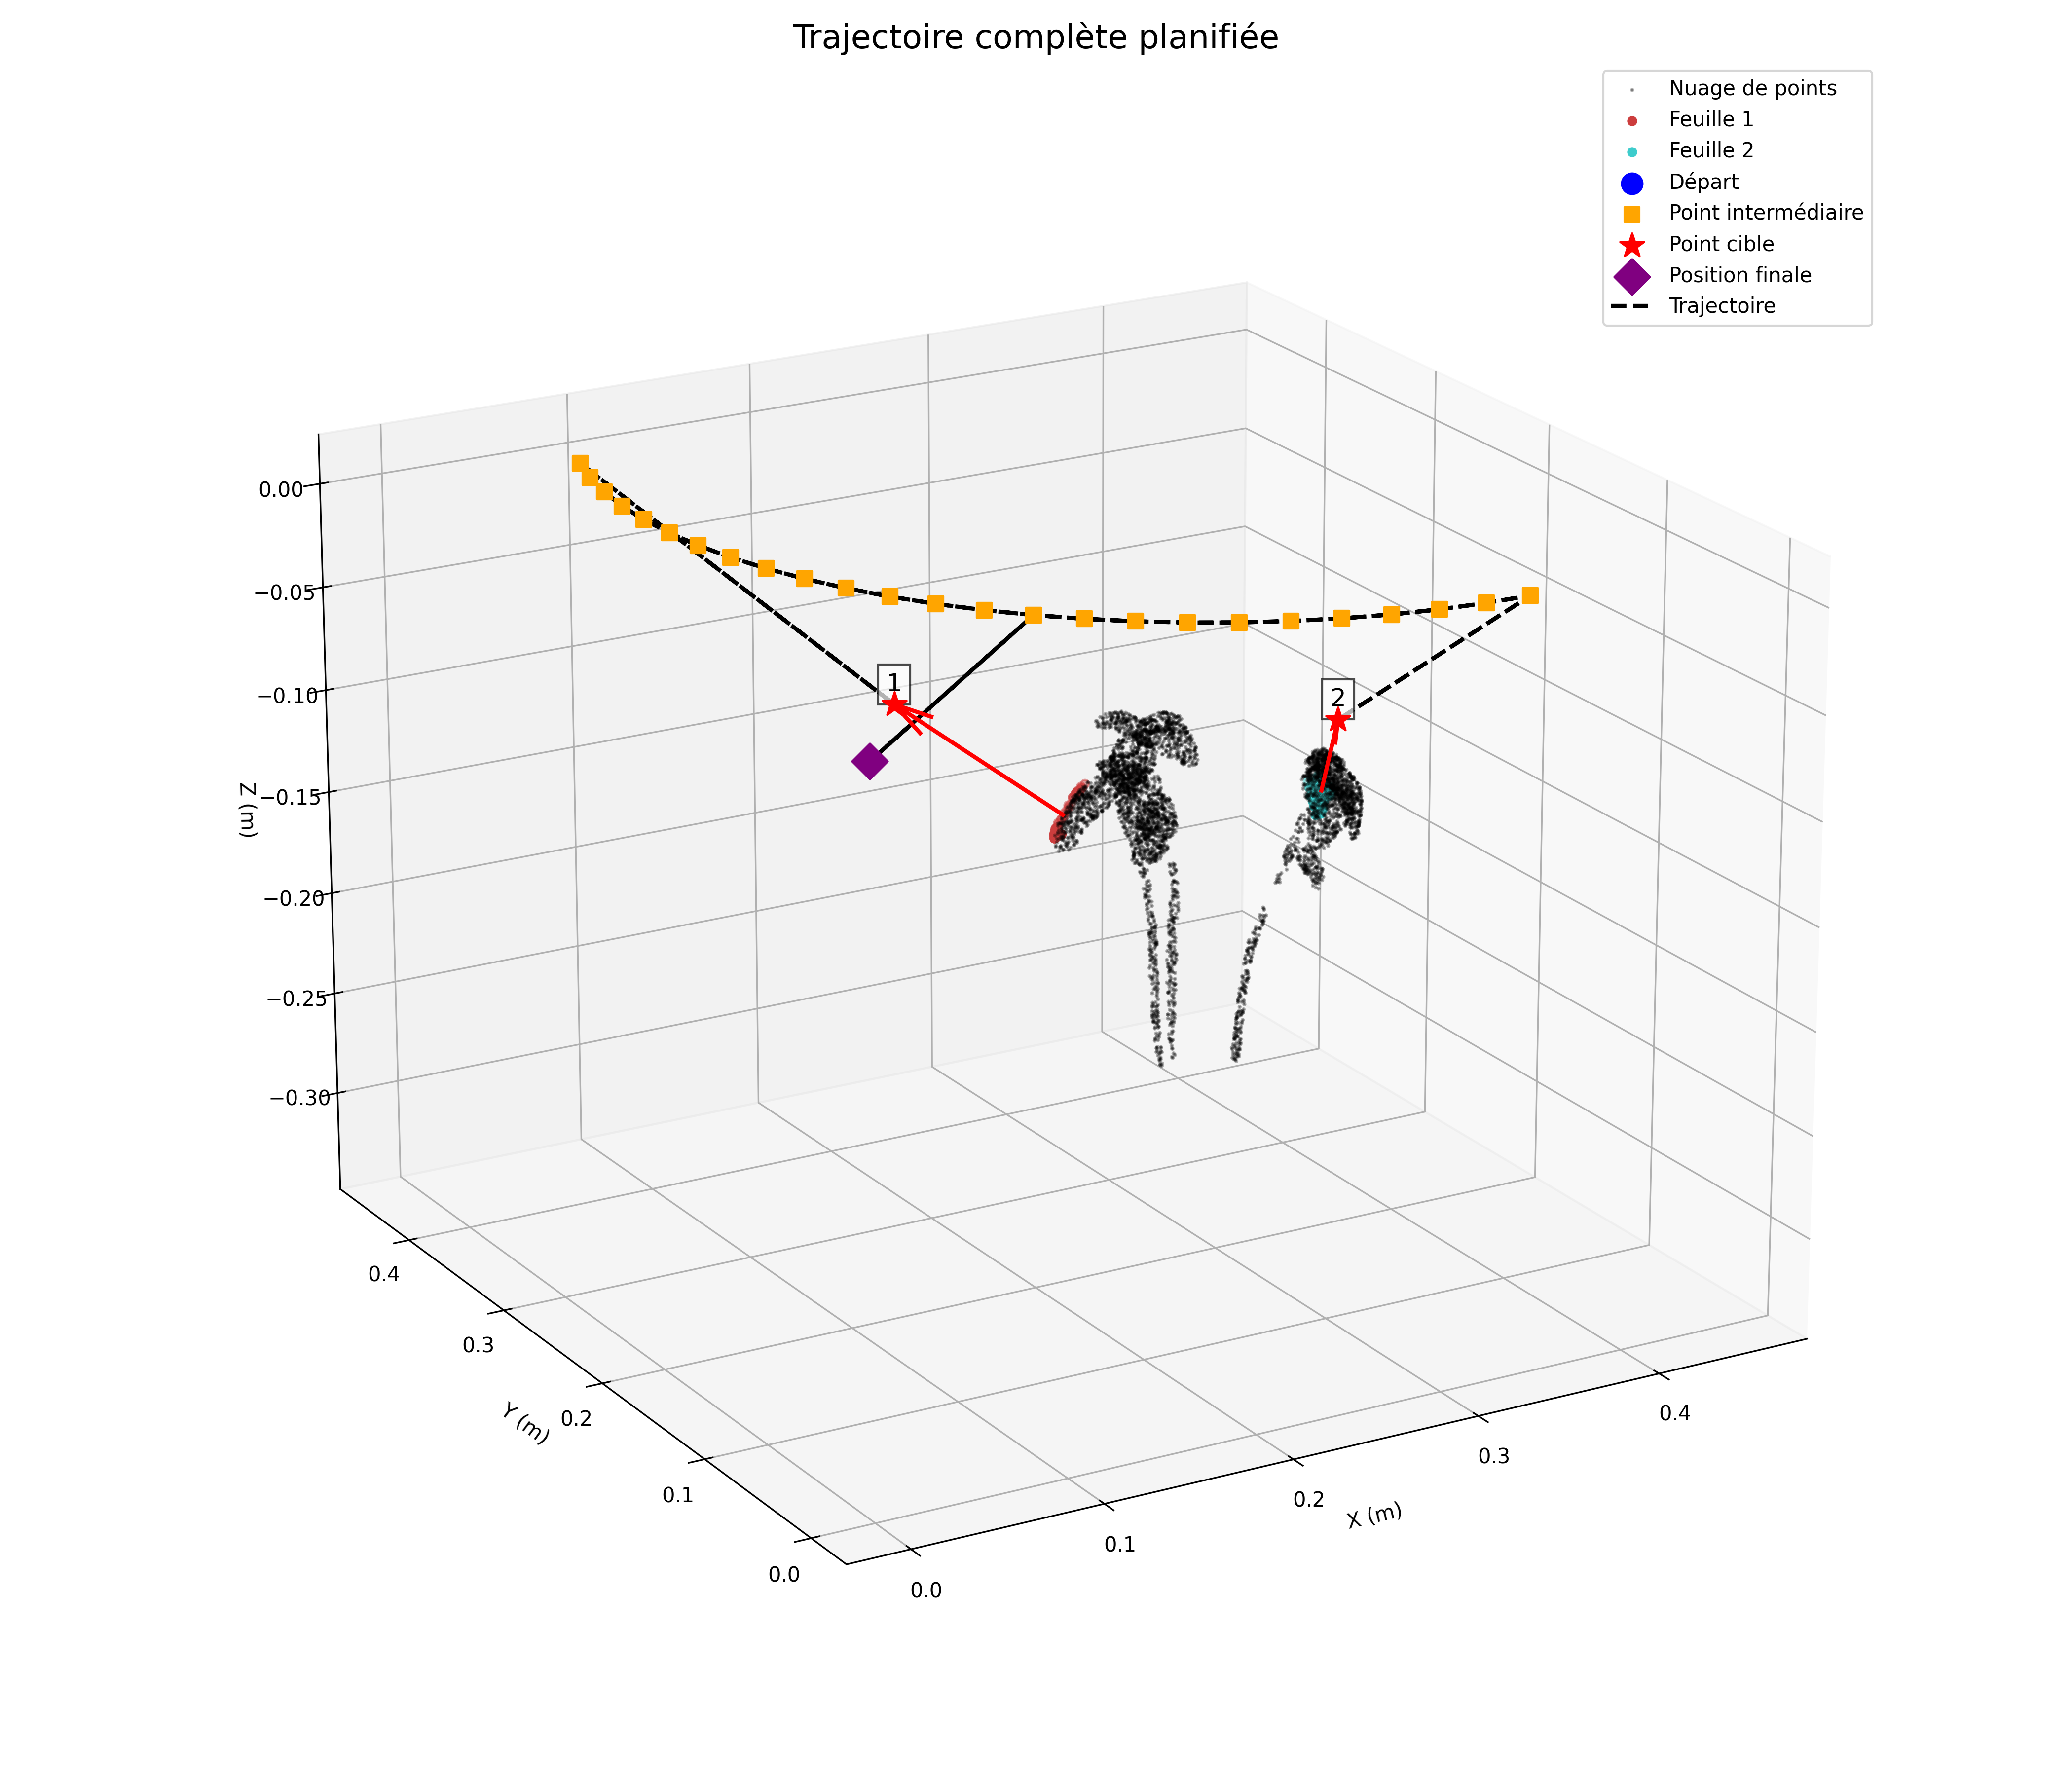 Trajectoire complète planifiée
Nuage de points
Feuille 1
Feuille 2
Départ
Point intermédiaire
Point cible
Position finale
Trajectoire
0.00
−0.05
−0.10
−0.15
−0.20
−0.25
−0.30
Z (m)
1
2
0.4
0.3
0.2
0.1
0.0
Y (m)
0.0
0.1
0.2
0.3
0.4
X (m)